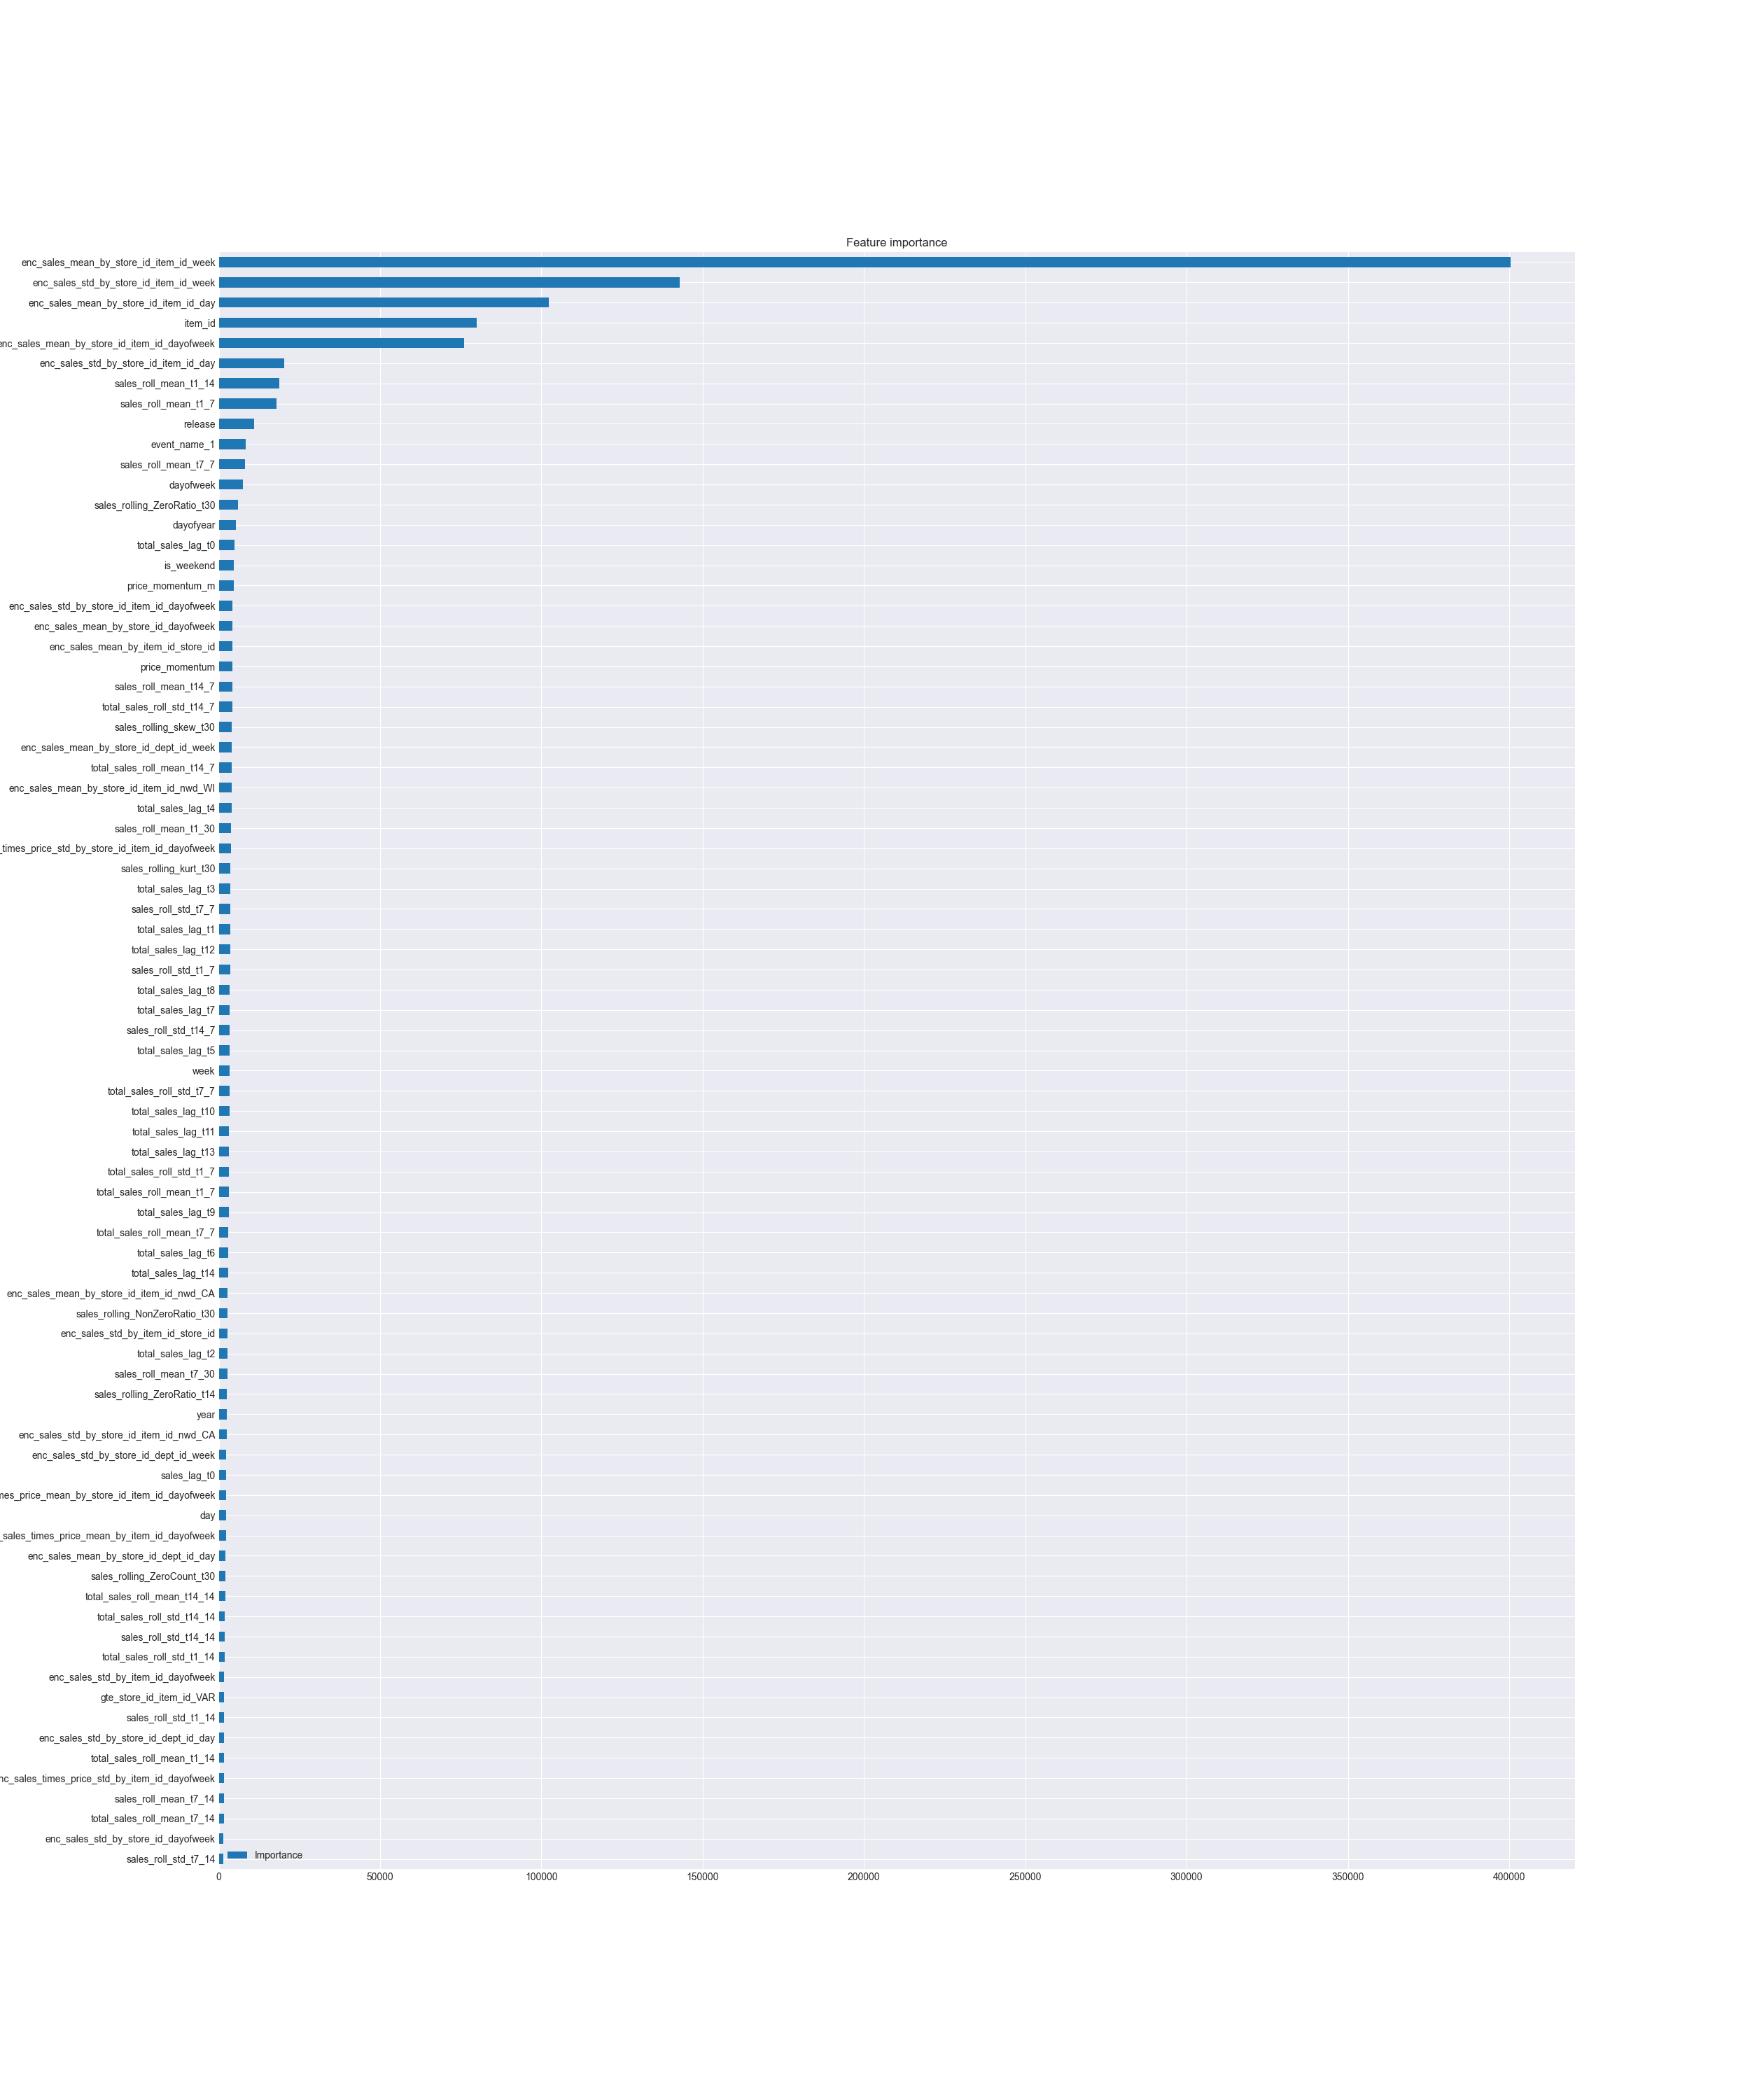 Feature importance
enc_sales_mean_by_store_id_item_id_week
enc_sales_std_by_store_id_item_id_week
enc_sales_mean_by_store_id_item_id_day
item_id
enc_sales_mean_by_store_id_item_id_dayofweek
enc_sales_std_by_store_id_item_id_day
sales_roll_mean_t1_14
sales_roll_mean_t1_7
release
event_name_1
sales_roll_mean_t7_7
dayofweek
sales_rolling_ZeroRatio_t30
dayofyear
total_sales_lag_t0
is_weekend
price_momentum_m
enc_sales_std_by_store_id_item_id_dayofweek
enc_sales_mean_by_store_id_dayofweek
enc_sales_mean_by_item_id_store_id
price_momentum
sales_roll_mean_t14_7
total_sales_roll_std_t14_7
sales_rolling_skew_t30
enc_sales_mean_by_store_id_dept_id_week
total_sales_roll_mean_t14_7
enc_sales_mean_by_store_id_item_id_nwd_WI
total_sales_lag_t4
sales_roll_mean_t1_30
_times_price_std_by_store_id_item_id_dayofweek
sales_rolling_kurt_t30
total_sales_lag_t3
sales_roll_std_t7_7
total_sales_lag_t1
total_sales_lag_t12
sales_roll_std_t1_7
total_sales_lag_t8
total_sales_lag_t7
sales_roll_std_t14_7
total_sales_lag_t5
week
total_sales_roll_std_t7_7
total_sales_lag_t10
total_sales_lag_t11
total_sales_lag_t13
total_sales_roll_std_t1_7
total_sales_roll_mean_t1_7
total_sales_lag_t9
total_sales_roll_mean_t7_7
total_sales_lag_t6
total_sales_lag_t14
enc_sales_mean_by_store_id_item_id_nwd_CA
sales_rolling_NonZeroRatio_t30
enc_sales_std_by_item_id_store_id
total_sales_lag_t2
sales_roll_mean_t7_30
sales_rolling_ZeroRatio_t14
year
enc_sales_std_by_store_id_item_id_nwd_CA
enc_sales_std_by_store_id_dept_id_week
sales_lag_t0
mes_price_mean_by_store_id_item_id_dayofweek
day
_sales_times_price_mean_by_item_id_dayofweek
enc_sales_mean_by_store_id_dept_id_day
sales_rolling_ZeroCount_t30
total_sales_roll_mean_t14_14
total_sales_roll_std_t14_14
sales_roll_std_t14_14
total_sales_roll_std_t1_14
enc_sales_std_by_item_id_dayofweek
gte_store_id_item_id_VAR
sales_roll_std_t1_14
enc_sales_std_by_store_id_dept_id_day
total_sales_roll_mean_t1_14
nc_sales_times_price_std_by_item_id_dayofweek
sales_roll_mean_t7_14
total_sales_roll_mean_t7_14
enc_sales_std_by_store_id_dayofweek
sales_roll_std_t7_14
Importance
0 50000 100000 150000 200000 250000 300000 350000 400000